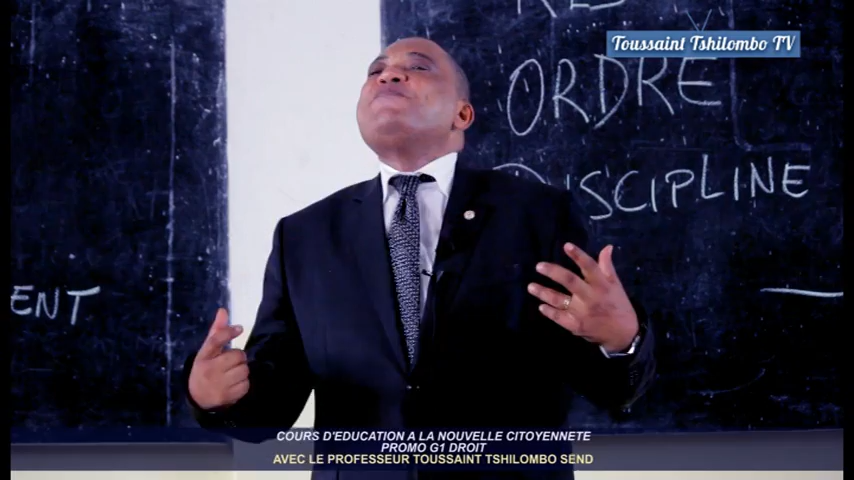 Toussaint Tshilombo TV
ORDRE
DISCIPLINE
ENT
COURS D'EDUCATION A LA NOUVELLE CITOYENNETE
PROMO G1 DROIT
AVEC LE PROFESSEUR TOUSSAINT TSHILOMBO SEND